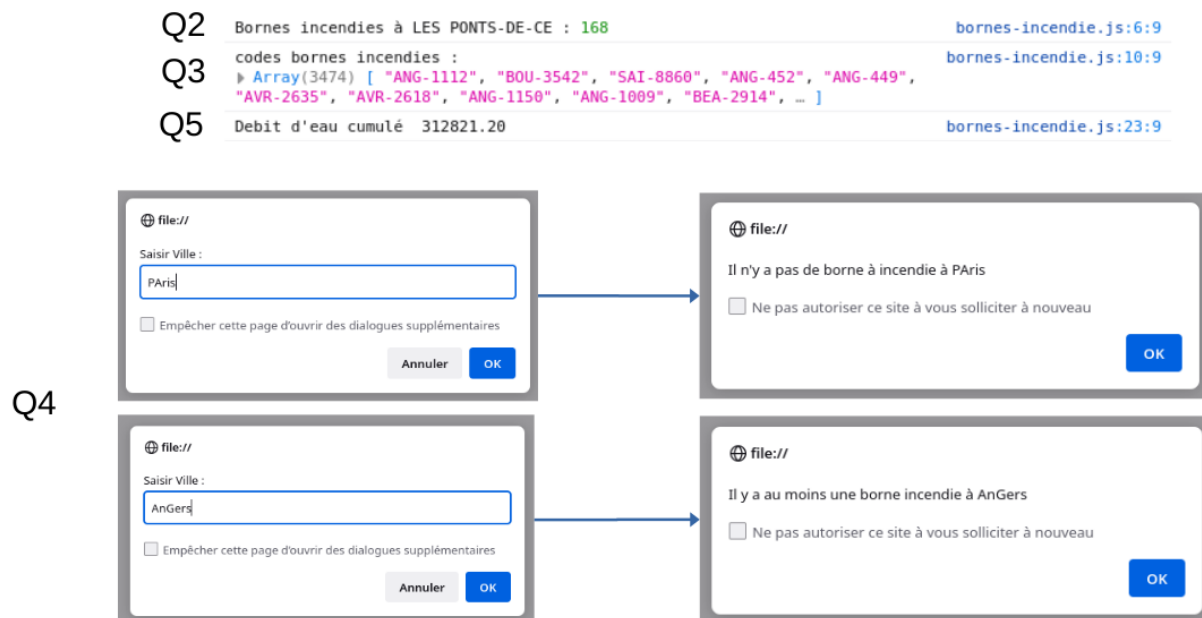 Q2 Bornes incendies à LES PONTS-DE-CE : 168 bornes-incendie.js:6:9
codes bornes incendies : bornes-incendie.js:10:9
Q3 Array(3474) [ "ANG-1112", "BOU-3542", "SAI-8860", "ANG-452", "ANG-449",
"AVR-2635", "AVR-2618", "ANG-1150", "ANG-1009", "BEA-2914", … ]
Q5 Debit d'eau cumulé 312821.20 bornes-incendie.js:23:9
file://
Saisir Ville :
PAris
Empêcher cette page d'ouvrir des dialogues supplémentaires
Annuler OK
file://
Il n'y a pas de borne à incendie à PAris
Ne pas autoriser ce site à vous solliciter à nouveau
OK
Q4
file://
Saisir Ville :
AnGers
Empêcher cette page d'ouvrir des dialogues supplémentaires
Annuler OK
file://
Il y a au moins une borne incendie à AnGers
Ne pas autoriser ce site à vous solliciter à nouveau
OK